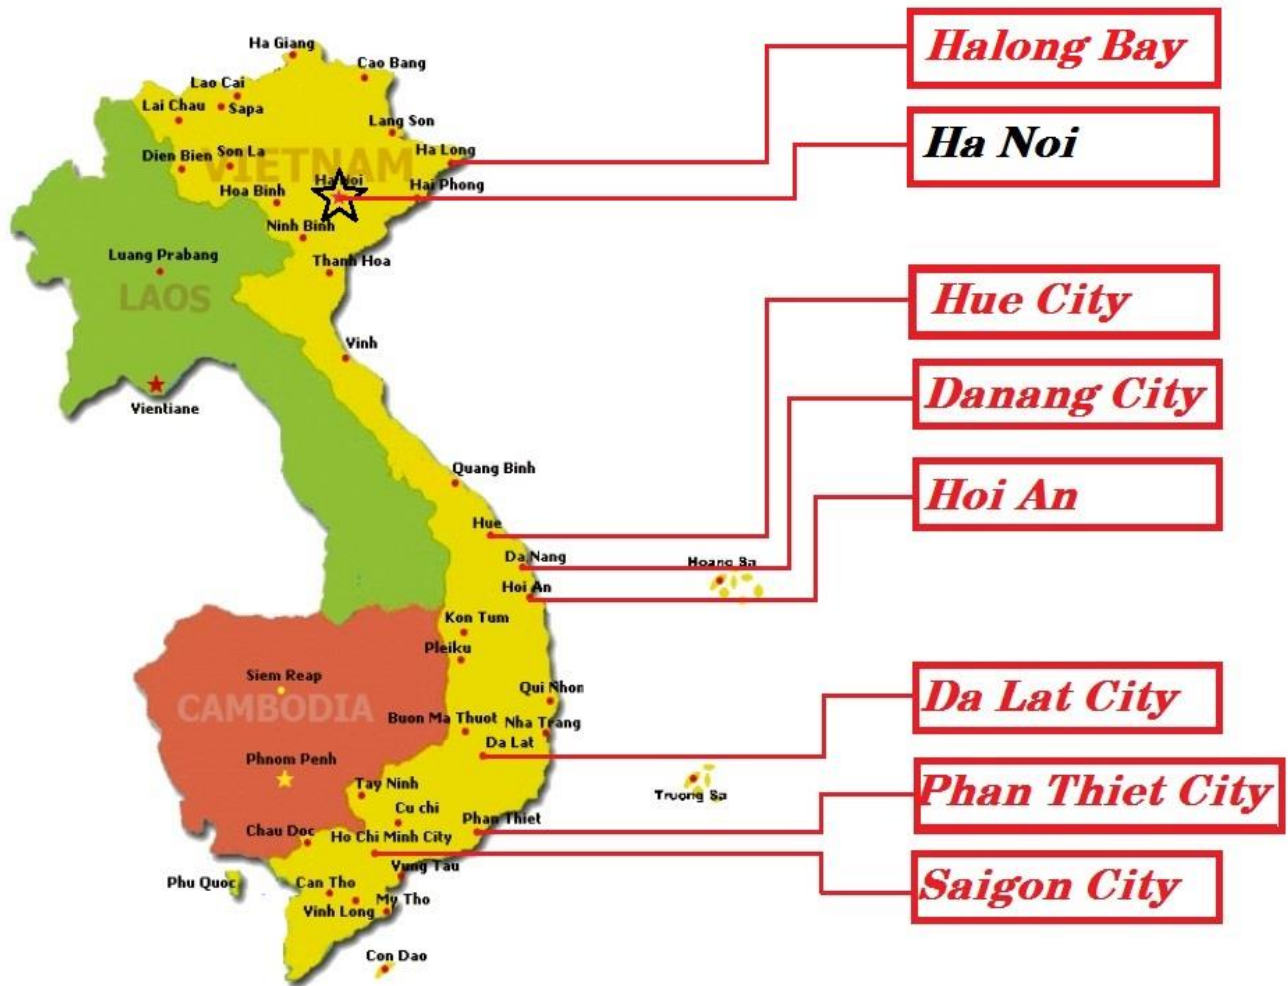 Halong Bay
Ha Noi
Hue City
Danang City
Hoi An
Da Lat City
Phan Thiet City
Saigon City
Ha Giang
Cao Bang
Lao Cai
Lai Chau
Sapa
Lang Son
VIETNAM
Dien Bien
Son La
Ha Long
Ha Noi
Hoa Binh
Hai Phong
Ninh Binh
Luang Prabang
Thanh Hoa
LAOS
Vinh
Vientiane
Quang Binh
Hue
Da Nang
Hoang Sa
Hoi An
Kon Tum
Pleiku
Siem Reap
Qui Nhon
CAMBODIA
Buon Ma Thuot
Nha Trang
Da Lat
Phnom Penh
Tay Ninh
Truong Sa
Cu chi
Phan Thiet
Chau Doc
Ho Chi Minh City
Vung Tau
Phu Quoc
Can Tho
My Tho
Vinh Long
Con Dao